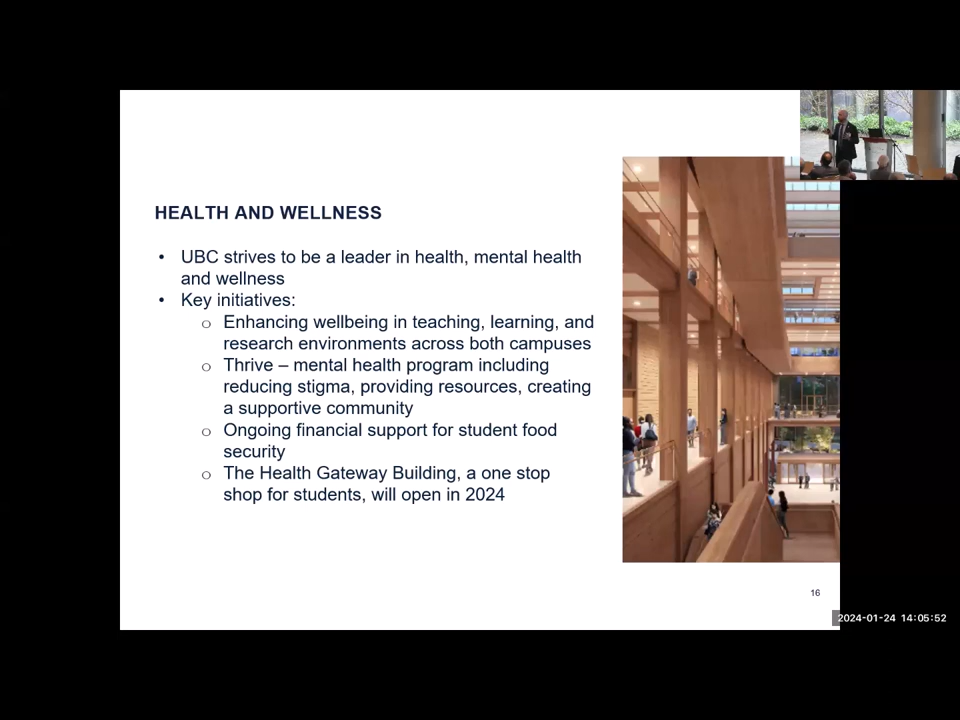 HEALTH AND WELLNESS
• UBC strives to be a leader in health, mental health
and wellness
• Key initiatives:
o Enhancing wellbeing in teaching, learning, and
research environments across both campuses
o Thrive – mental health program including
reducing stigma, providing resources, creating
a supportive community
o Ongoing financial support for student food
security
o The Health Gateway Building, a one stop
shop for students, will open in 2024
16
2024-01-24 14:05:52